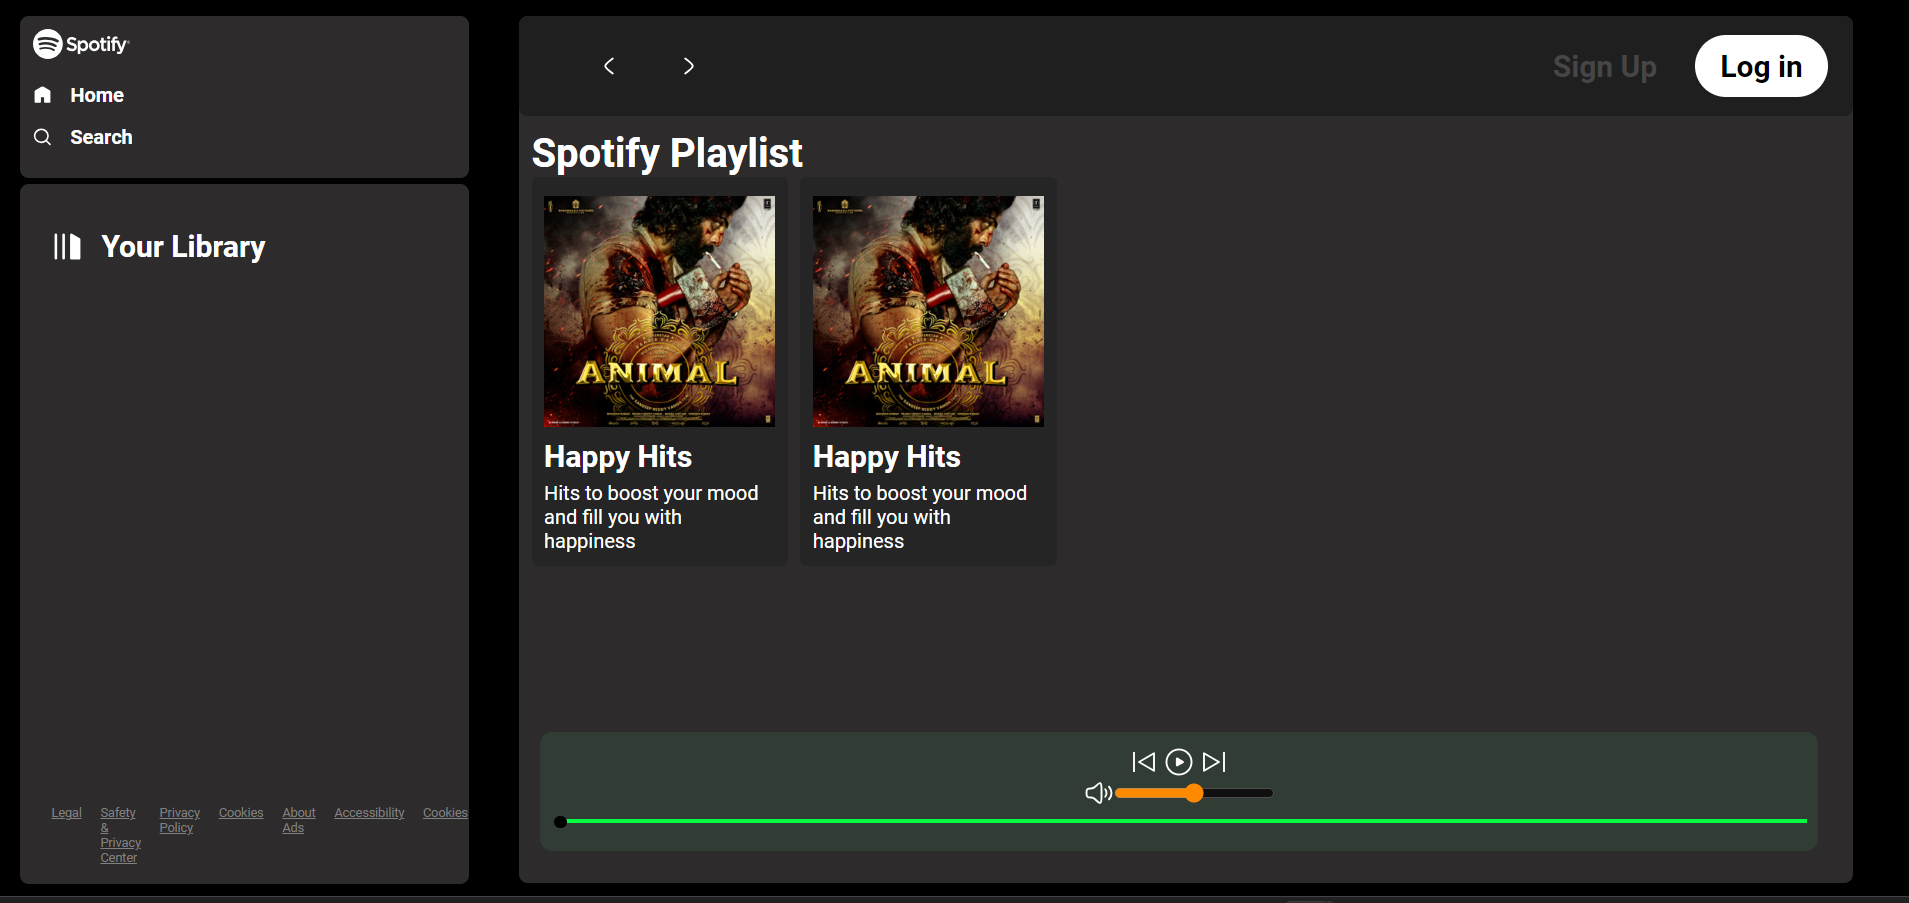 Spotify
Home
Search
Your Library
Legal
Safety
&
Privacy
Center
Privacy
Policy
Cookies
About
Ads
Accessibility
Cookies
Sign Up
Log in
Spotify Playlist
ANIMAL
Happy Hits
Hits to boost your mood
and fill you with
happiness
ANIMAL
Happy Hits
Hits to boost your mood
and fill you with
happiness